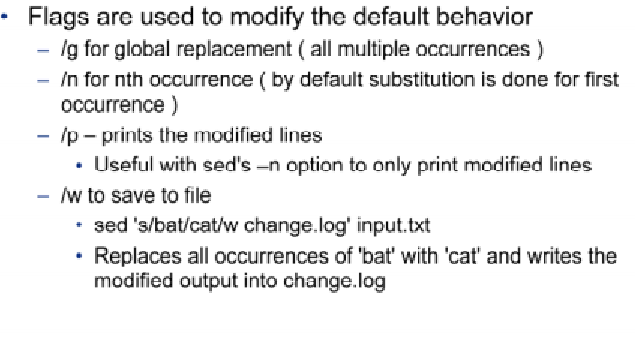 • Flags are used to modify the default behavior
– /g for global replacement ( all multiple occurrences )
– /n for nth occurrence ( by default substitution is done for first
occurrence )
– /p – prints the modified lines
• Useful with sed's –n option to only print modified lines
– /w to save to file
• sed 's/bat/cat/w change.log' input.txt
• Replaces all occurrences of 'bat' with 'cat' and writes the
modified output into change.log